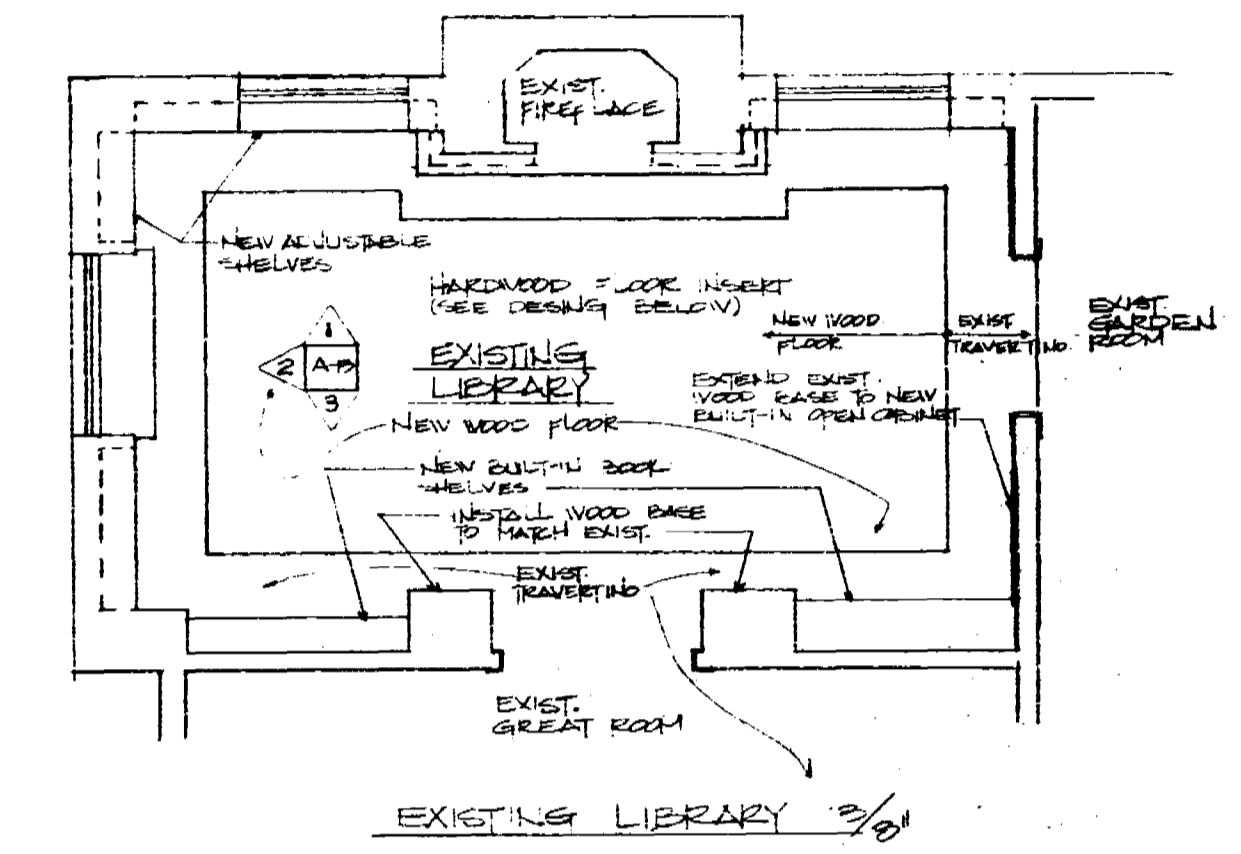 EXIST.
FIREPLACE
NEW ADJUSTABLE
SHELVES
HARDWOOD FLOOR INSERT
(SEE DESING BELOW)
NEW WOOD
FLOOR
EXIST.
TRAVERTINO.
EXIST.
GARDEN
ROOM
1
2
A-13
3
EXISTING
LIBRARY
EXTEND EXIST.
WOOD BASE TO NEW
BUILT-IN OPEN CABINET
NEW WOOD FLOOR
NEW BUILT-IN BOOK
SHELVES
INSTALL WOOD BASE
TO MATCH EXIST.
EXIST.
TRAVERTINO
EXIST.
GREAT ROOM
EXISTING LIBRARY 3/8"